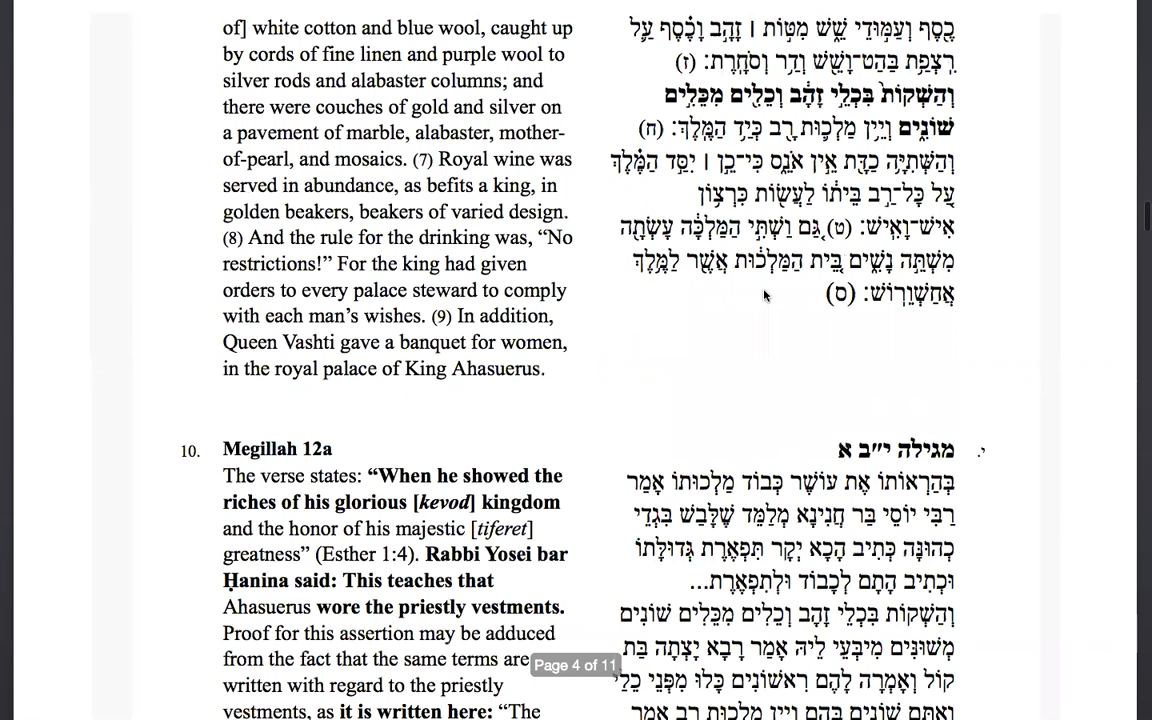 of] white cotton and blue wool, caught up
by cords of fine linen and purple wool to
silver rods and alabaster columns; and
there were couches of gold and silver on
a pavement of marble, alabaster, mother-
of-pearl, and mosaics. (7) Royal wine was
served in abundance, as befits a king, in
golden beakers, beakers of varied design.
(8) And the rule for the drinking was, “No
restrictions!” For the king had given
orders to every palace steward to comply
with each man’s wishes. (9) In addition,
Queen Vashti gave a banquet for women,
in the royal palace of King Ahasuerus.
כֶ֖סֶף וְעַמּ֣וּדֵי שֵׁ֑שׁ מִטּ֣וֹת ׀ זָהָ֣ב וָכֶ֗סֶף עַ֛ל
רִֽצְפַ֥ת בַּהַט־וָשֵׁ֖שׁ וְדַ֥ר וְסֹחָֽרֶת׃ (ז)
וְהַשְׁקוֹת֙ בִּכְלֵ֣י זָהָ֔ב וְכֵלִ֖ים מִכֵּלִ֣ים
שׁוֹנִ֑ים וְיֵ֥ין מַלְכ֛וּת רָ֖ב כְּיַ֥ד הַמֶּֽלֶךְ׃ (ח)
וְהַשְּׁתִיָּ֥ה כַדָּ֖ת אֵ֣ין אֹנֵ֑ס כִּי־כֵ֣ן ׀ יִסַּ֣ד הַמֶּ֗לֶךְ
עַ֚ל כׇּל־רַ֣ב בֵּית֔וֹ לַעֲשׂ֖וֹת כִּרְצ֥וֹן
אִישׁ־וָאִֽישׁ׃ (ט) גַּ֚ם וַשְׁתִּ֣י הַמַּלְכָּ֔ה עָשְׂתָ֖ה
מִשְׁתֵּ֣ה נָשִׁ֑ים בֵּ֚ית הַמַּלְכ֔וּת אֲשֶׁ֖ר לַמֶּ֥לֶךְ
אֲחַשְׁוֵרֽוֹשׁ׃ (ס)
10. Megillah 12a
The verse states: “When he showed the
riches of his glorious [kevod] kingdom
and the honor of his majestic [tiferet]
greatness” (Esther 1:4). Rabbi Yosei bar
Ḥanina said: This teaches that
Ahasuerus wore the priestly vestments.
Proof for this assertion may be adduced
from the fact that the same terms are
written with regard to the priestly
vestments, as it is written here: “The
י. מגילה י״ב א
בְּהַרְאוֹתוֹ אֶת עוֹשֶׁר כְּבוֹד מַלְכוּתוֹ אָמַר
רַבִּי יוֹסֵי בַּר חֲנִינָא מְלַמֵּד שֶׁלָּבַשׁ בִּגְדֵי
כְהוּנָּה כְּתִיב הָכָא יְקָר תִּפְאֶרֶת גְּדוּלָּתוֹ
וּכְתִיב הָתָם לְכָבוֹד וּלְתִפְאָרֶת...
וְהַשְׁקוֹת בִּכְלֵי זָהָב וְכֵלִים מִכֵּלִים שׁוֹנִים
מְשׁוּנִּים מִיבְּעֵי לֵיהּ אָמַר רָבָא יָצְתָה בַּת
קוֹל וְאָמְרָה לָהֶם רִאשׁוֹנִים כָּלוּ מִפְּנֵי כֵלִים
וְאַתֶּם שׁוֹנִים בָּהֶם וְיֵין מַלְכוּת רָב אָמַר
Page 4 of 11